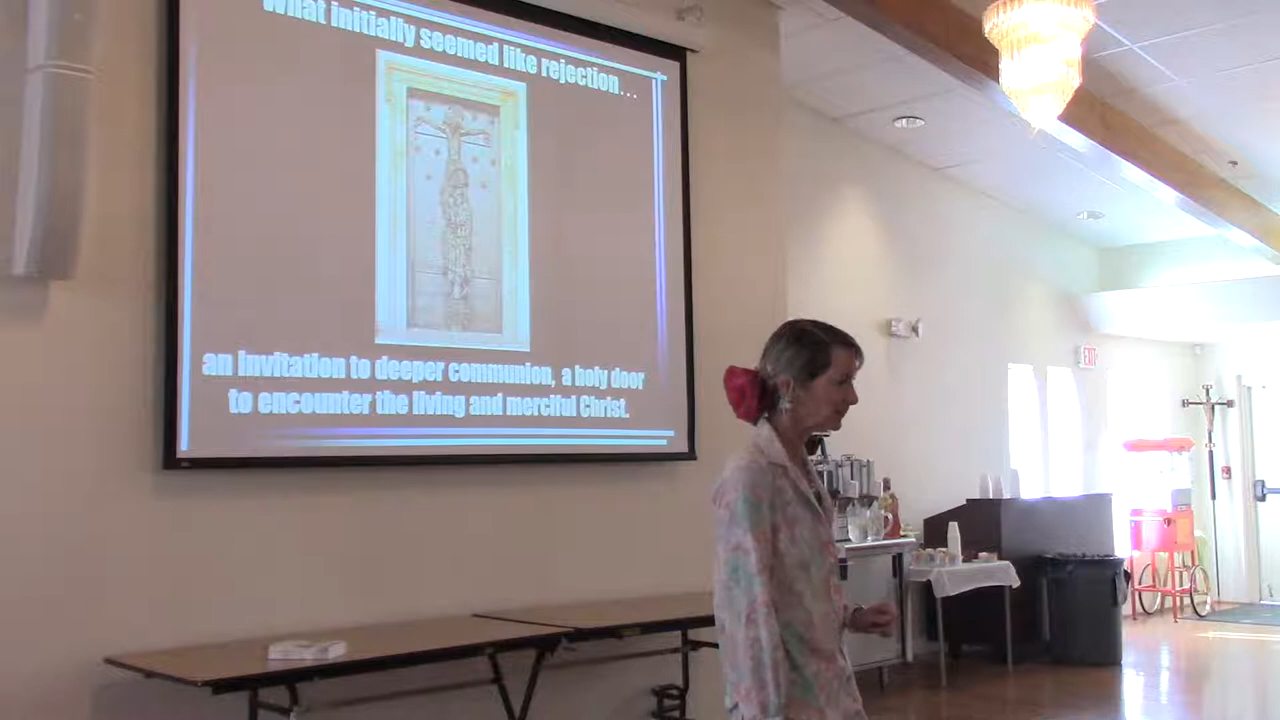 What initially seemed like rejection...
an invitation to deeper communion, a holy door
to encounter the living and merciful Christ.
EXIT